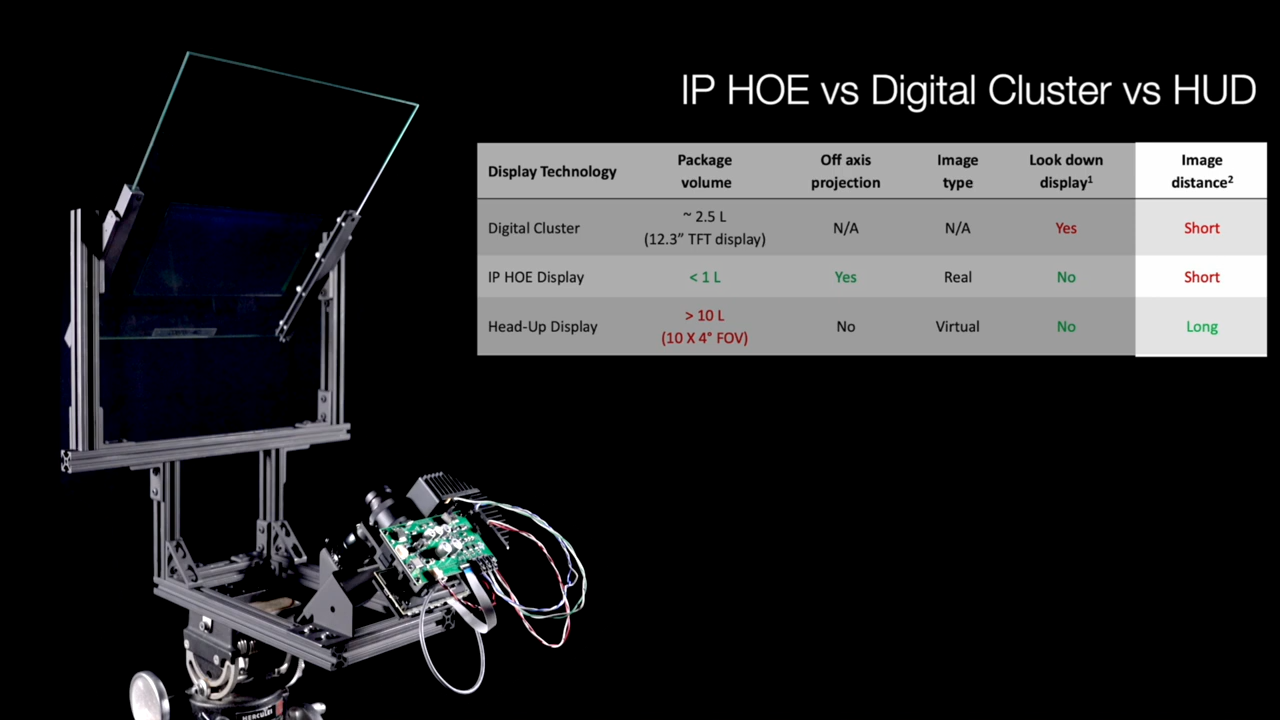 IP HOE vs Digital Cluster vs HUD
Display Technology
Package volume
Off axis projection
Image type
Look down display¹
Image distance²
Digital Cluster
~ 2.5 L
(12.3” TFT display)
N/A
N/A
Yes
Short
IP HOE Display
< 1 L
Yes
Real
No
Short
Head-Up Display
> 10 L
(10 X 4° FOV)
No
Virtual
No
Long
HERCULES